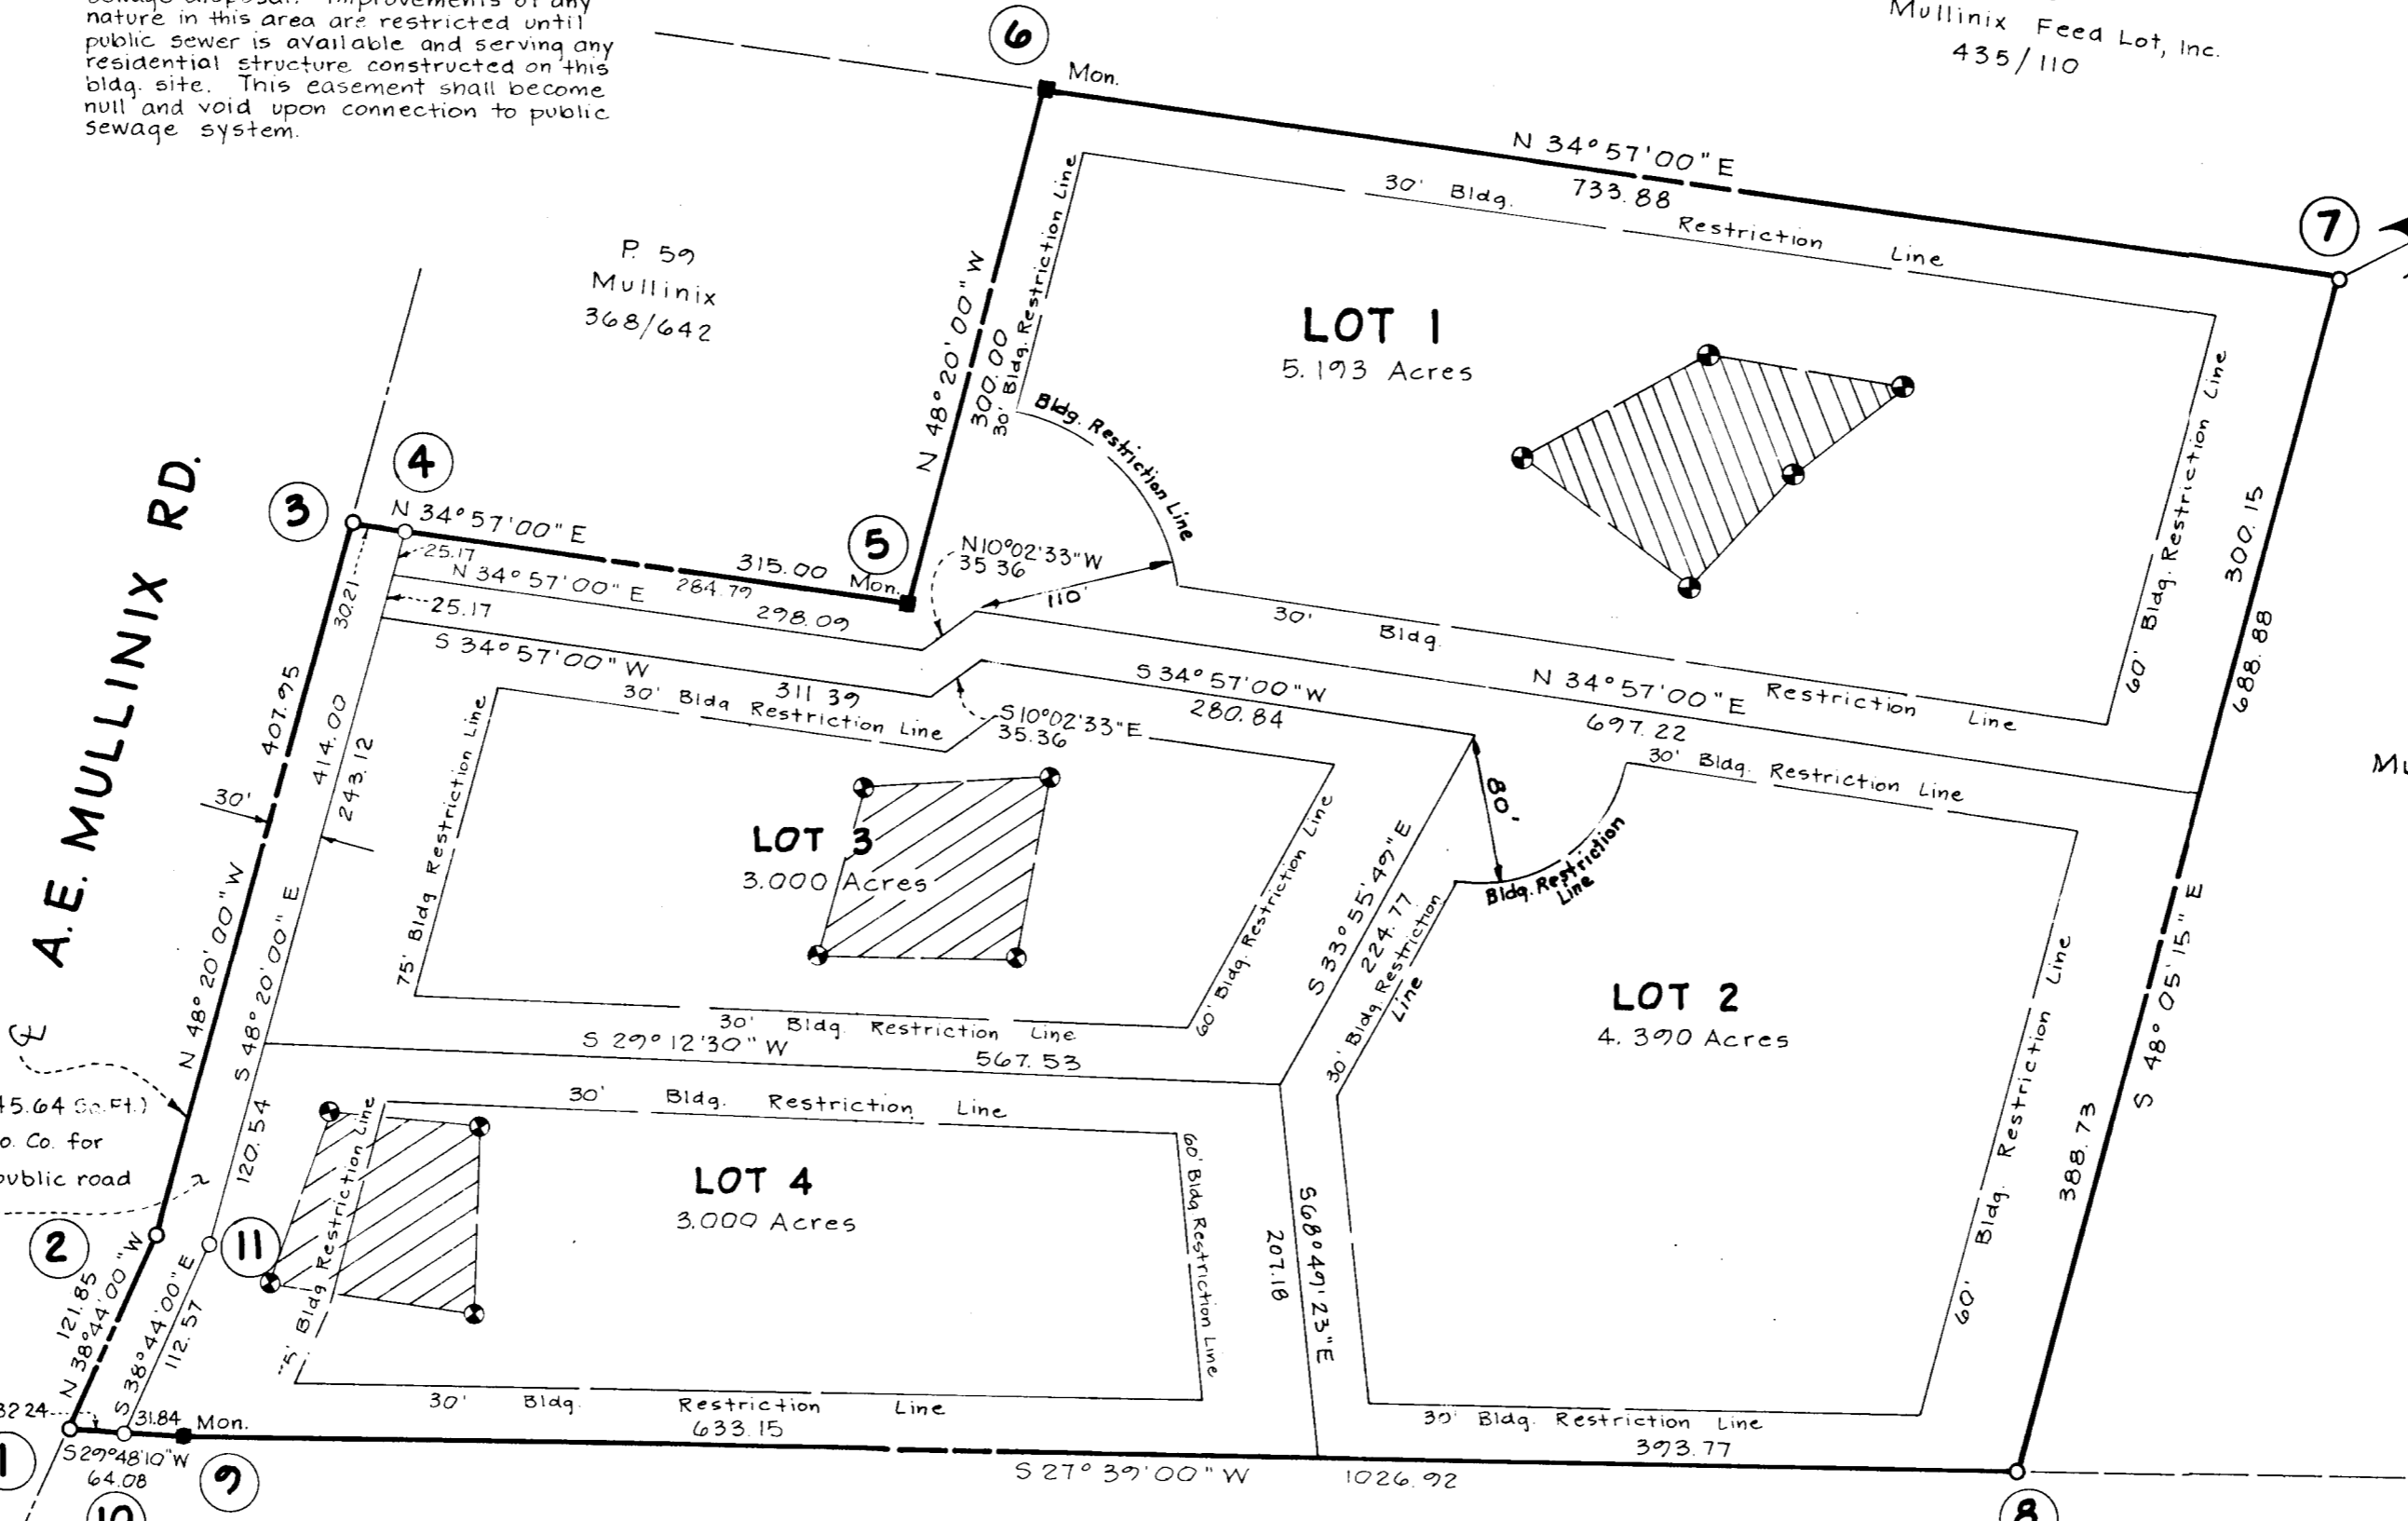 nature in this area are restricted until
public sewer is available and serving any
residential structure constructed on this
bldg. site. This easement shall become
null and void upon connection to public
sewage system.
Mullinix Feed Lot, Inc.
435/110
6
Mon.
N 34°57'00" E
733.88
7
30' Bldg. Restriction Line
30' Bldg. Restriction Line
N 48°20'00" W
300.00
P. 59
Mullinix
368/642
LOT 1
5.193 Acres
Bldg. Restriction Line
60' Bldg. Restriction Line
300.15
688.88
A.E. MULLINIX RD.
3
4
N 34°57'00" E
315.00
5
Mon.
25.17
N 34°57'00" E
284.79
298.09
N10°02'33"W
35.36
110'
30.21
25.17
S 34°57'00" W
311.39
30' Bldg. Restriction Line
N 34°57'00" E
697.22
30' Bldg Restriction Line
S10°02'33"E
35.36
S 34°57'00"W
280.84
407.95
414.00
243.12
30'
75' Bldg Restriction Line
LOT 3
3.000 Acres
60' Bldg. Restriction Line
80'
Bldg. Restriction
Line
30' Bldg. Restriction Line
Mu
S 33°55'49"E
224.77
30' Bldg. Restriction
Line
LOT 2
4.390 Acres
60' Bldg. Restriction Line
S 48°05'15" E
388.73
N 48°20'00" W
S 48°20'00" E
30' Bldg. Restriction Line
S 29°12'30" W
567.53
45.64 Sq.Ft.)
o. Co. for
public road
120.54
2
11
30' Bldg. Restriction Line
LOT 4
3.000 Acres
Bldg Restriction Line
60' Bldg Restriction Line
207.18
S68°49'23"E
121.85
N 38°44'00"W
S 38°44'00"E
112.57
32.24
31.84
Mon.
30' Bldg. Restriction Line
633.15
30' Bldg. Restriction Line
393.77
1
S29°48'10"W
64.08
9
10
S 27°39'00" W
1026.92
8